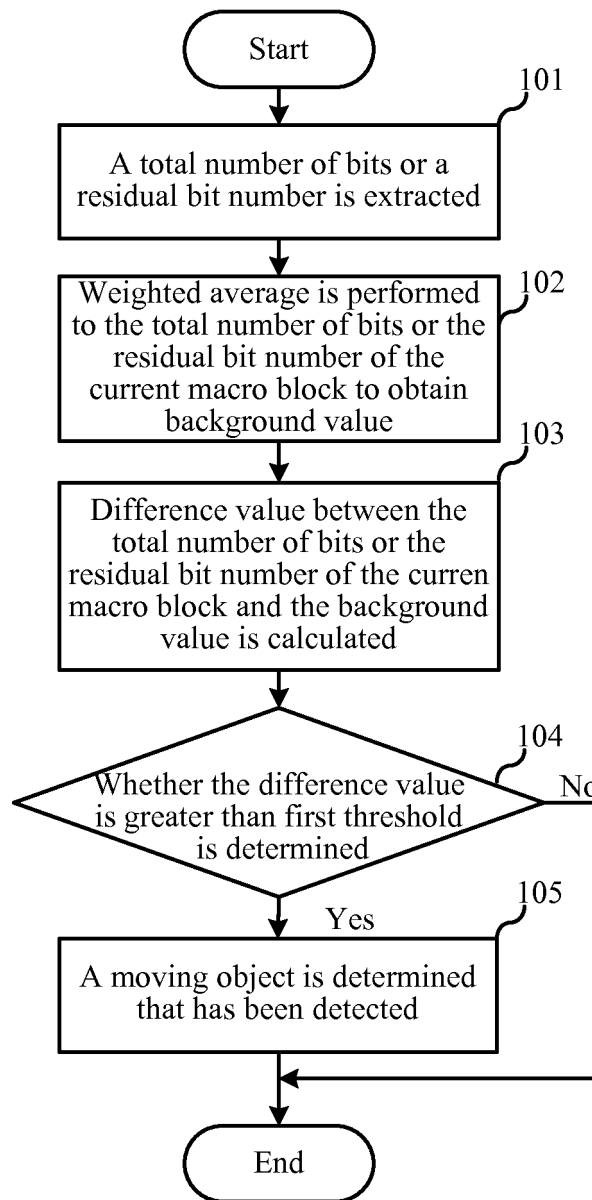 Start
101
A total number of bits or a
residual bit number is extracted
102
Weighted average is performed
to the total number of bits or the
residual bit number of the
current macro block to obtain
background value
103
Difference value between the
total number of bits or the
residual bit number of the curren
macro block and the background
value is calculated
104
Whether the difference value
is greater than first threshold
is determined
No
Yes
105
A moving object is determined
that has been detected
End